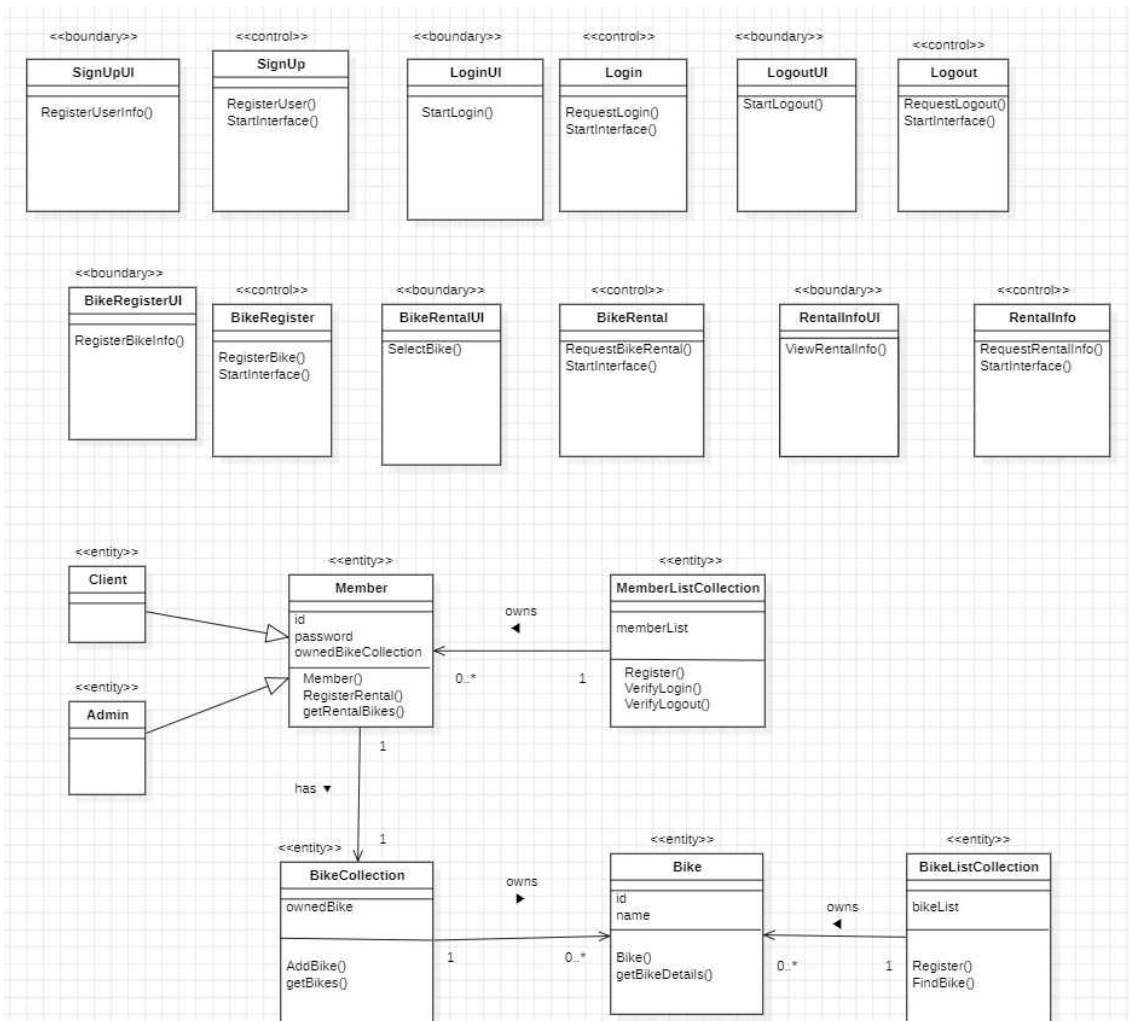 <<boundary>>
SignUpUI
RegisterUserInfo()
<<control>>
SignUp
RegisterUser()
StartInterface()
<<boundary>>
LoginUI
StartLogin()
<<control>>
Login
RequestLogin()
StartInterface()
<<boundary>>
LogoutUI
StartLogout()
<<control>>
Logout
RequestLogout()
StartInterface()
<<boundary>>
BikeRegisterUI
RegisterBikeInfo()
<<control>>
BikeRegister
RegisterBike()
StartInterface()
<<boundary>>
BikeRentalUI
SelectBike()
<<control>>
BikeRental
RequestBikeRental()
StartInterface()
<<boundary>>
RentalInfoUI
ViewRentalInfo()
<<control>>
RentalInfo
RequestRentalInfo()
StartInterface()
<<entity>>
Client
<<entity>>
Member
id
password
ownedBikeCollection
Member()
RegisterRental()
getRentalBikes()
owns
0..*
1
<<entity>>
MemberListCollection
memberList
Register()
VerifyLogin()
VerifyLogout()
<<entity>>
Admin
1
has
1
<<entity>>
BikeCollection
ownedBike
AddBike()
getBikes()
owns
1
0..*
<<entity>>
Bike
id
name
Bike()
getBikeDetails()
owns
0..*
1
<<entity>>
BikeListCollection
bikeList
Register()
FindBike()